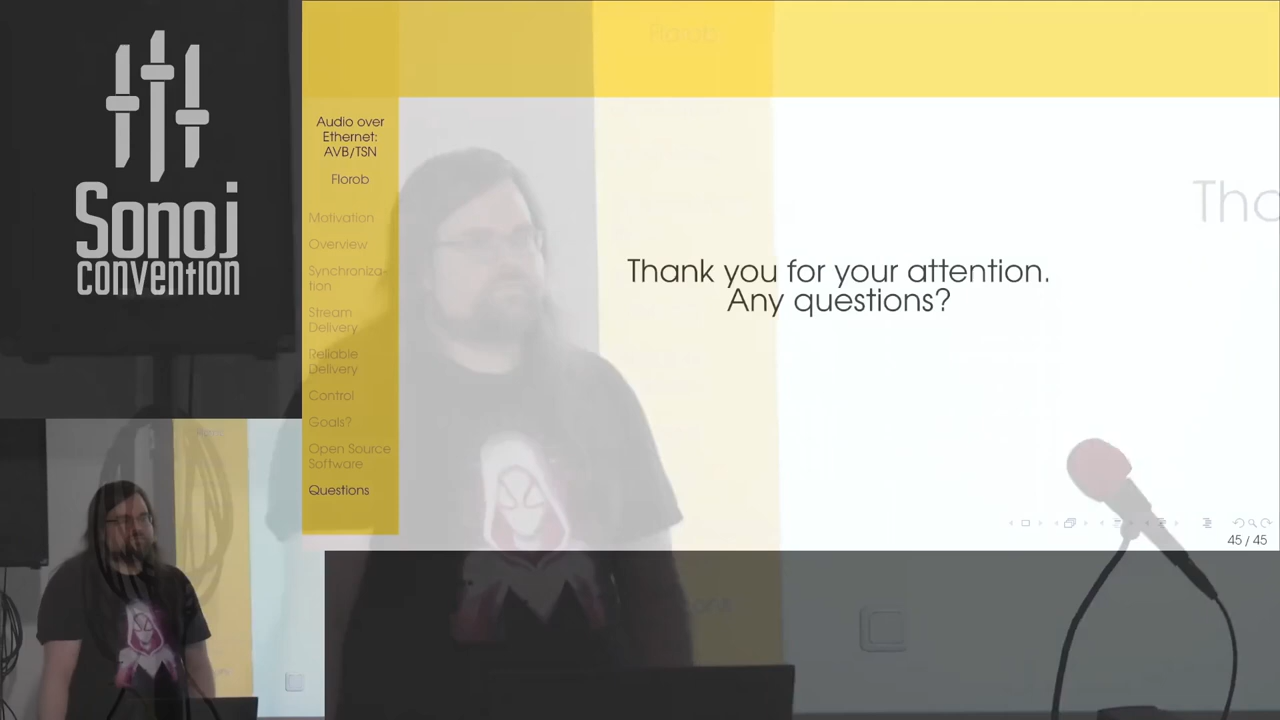 Sonoj
convention
Florob
Audio over
Ethernet:
AVB/TSN
Florob
Motivation
Overview
Synchroniza-
tion
Stream
Delivery
Reliable
Delivery
Control
Goals?
Open Source
Software
Questions
Thank you for your attention.
Any questions?
45 / 45